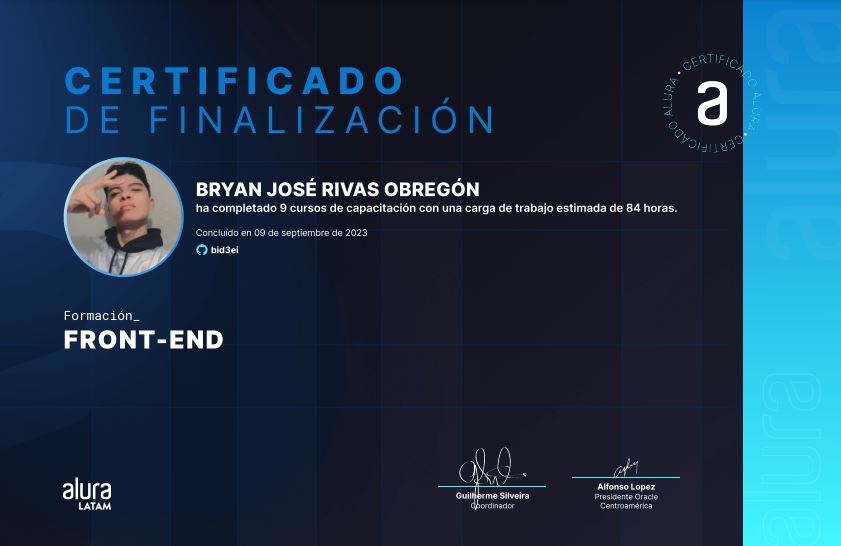 CERTIFICADO
DE FINALIZACIÓN
CERTIFICADO ALURA • CERTIFICADO ALURA •
a
BRYAN JOSÉ RIVAS OBREGÓN
ha completado 9 cursos de capacitación con una carga de trabajo estimada de 84 horas.
Concluído en 09 de septiembre de 2023
bid3ei
Formación_
FRONT-END
alura
LATAM
Guilherme Silveira
Coordinador
Alfonso Lopez
Presidente Oracle
Centroamérica
alura
alura